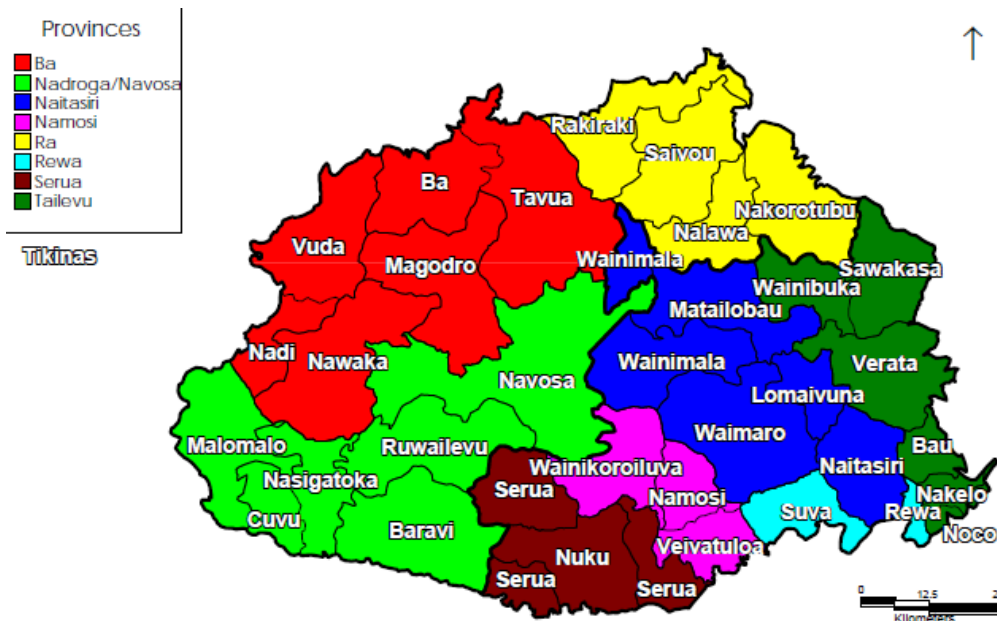 Provinces
Ba
Nadroga/Navosa
Naitasiri
Namosi
Ra
Rewa
Serua
Tailevu
Tikinas
Rakiraki
Saivou
Ba
Tavua
Nakorotubu
Nalawa
Vuda
Wainimala
Magodro
Sawakasa
Wainibuka
Matailobau
Nadi
Nawaka
Wainimala
Verata
Navosa
Lomaivuna
Malomalo
Ruwailevu
Waimaro
Bau
Nasigatoka
Wainikoroiluva
Naitasiri
Serua
Namosi
Nakelo
Cuvu
Suva
Rewa
Baravi
Noco
Veivatuloa
Nuku
Serua
Serua
0 12.5 2
Kilometers